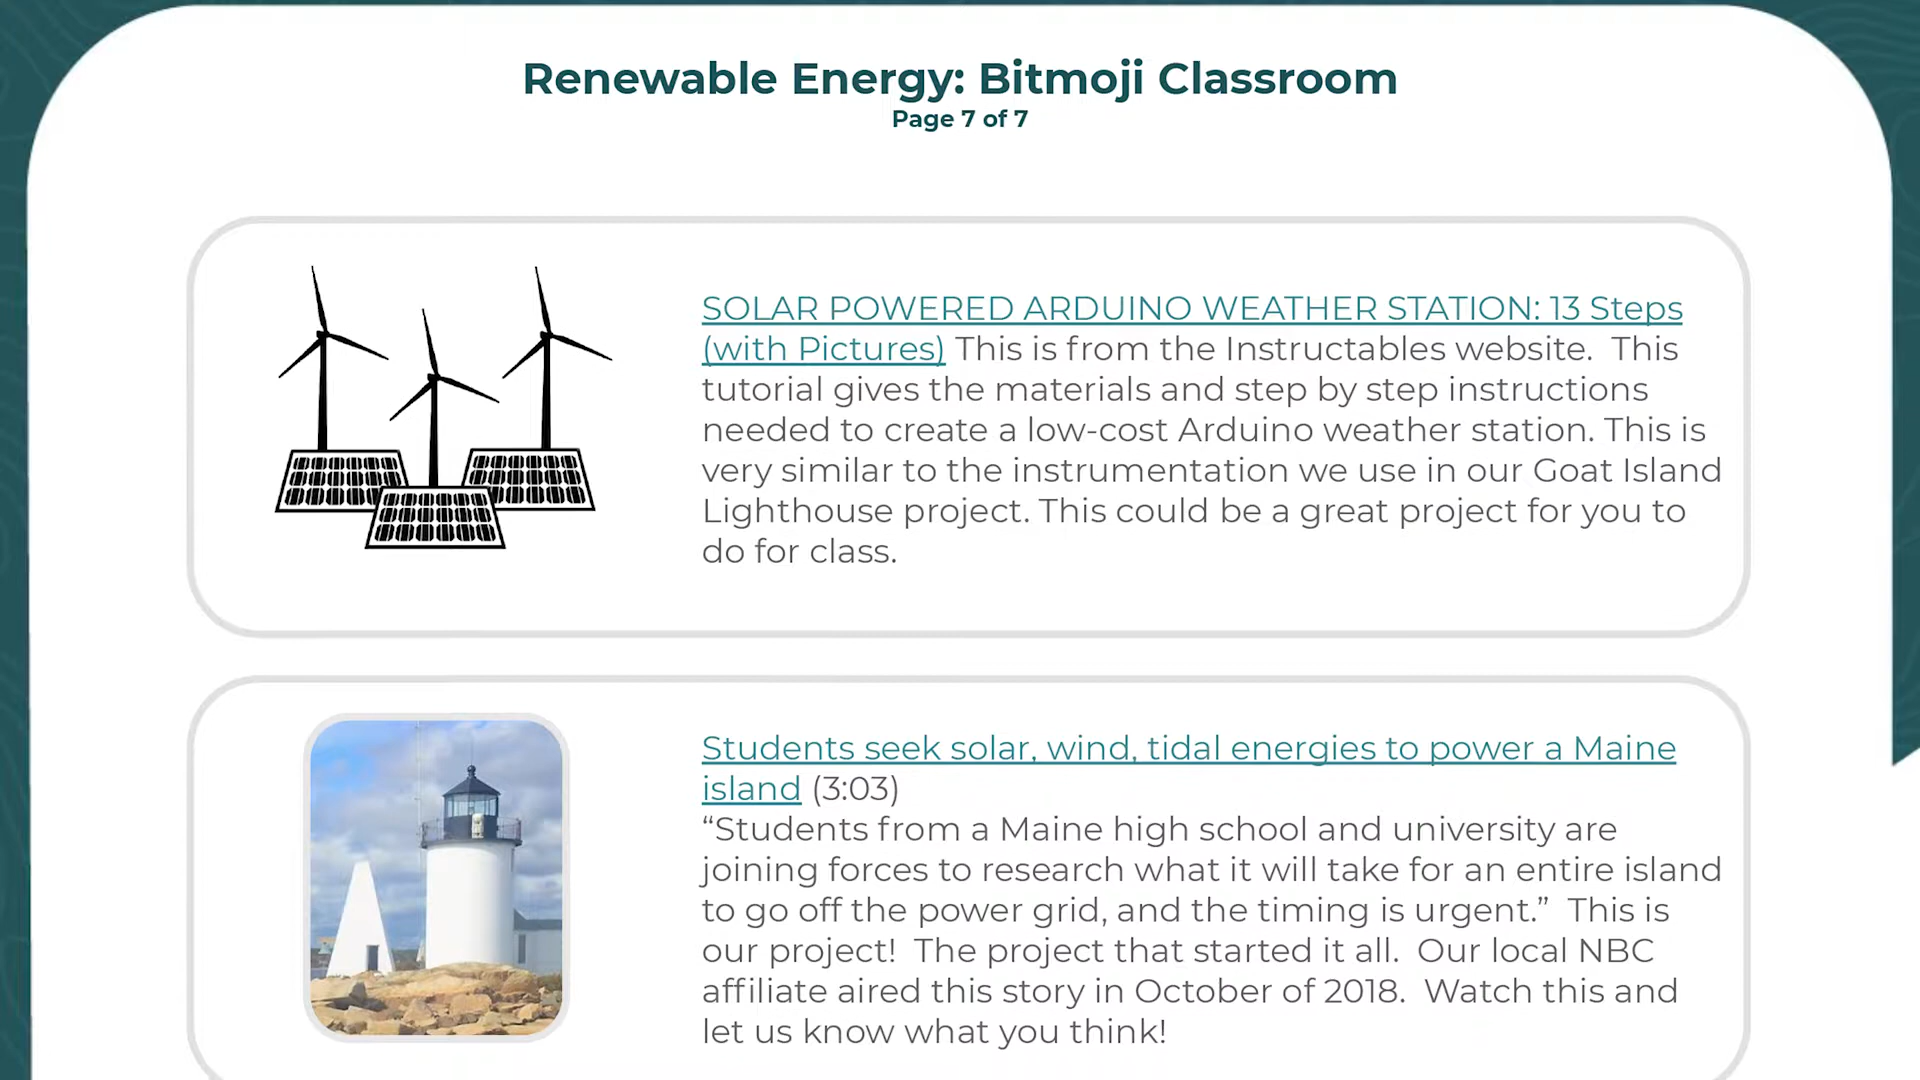 Renewable Energy: Bitmoji Classroom
Page 7 of 7
SOLAR POWERED ARDUINO WEATHER STATION: 13 Steps
(with Pictures) This is from the Instructables website.  This
tutorial gives the materials and step by step instructions
needed to create a low-cost Arduino weather station. This is
very similar to the instrumentation we use in our Goat Island
Lighthouse project. This could be a great project for you to
do for class.
Students seek solar, wind, tidal energies to power a Maine
island (3:03)
“Students from a Maine high school and university are
joining forces to research what it will take for an entire island
to go off the power grid, and the timing is urgent.”  This is
our project!  The project that started it all.  Our local NBC
affiliate aired this story in October of 2018.  Watch this and
let us know what you think!